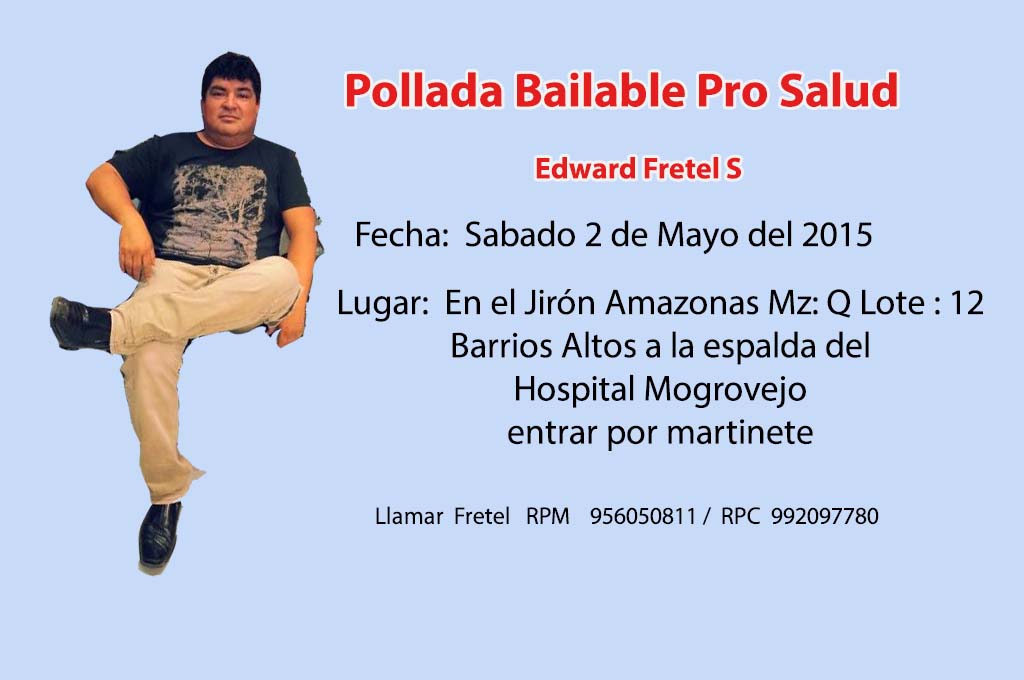 Pollada Bailable Pro Salud
Edward Fretel S
Fecha: Sabado 2 de Mayo del 2015
Lugar: En el Jirón Amazonas Mz: Q Lote : 12
Barrios Altos a la espalda del
Hospital Mogrovejo
entrar por martinete
Llamar Fretel RPM 956050811 / RPC 992097780